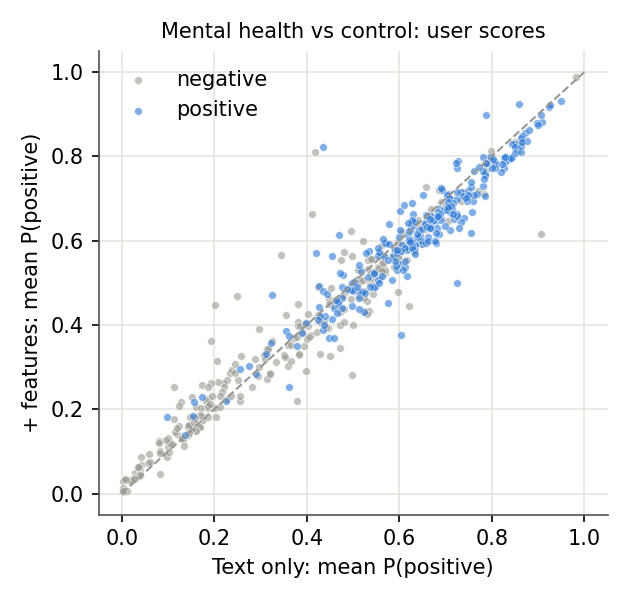 Mental health vs control: user scores
negative
positive
+ features: mean P(positive)
1.0
0.8
0.6
0.4
0.2
0.0
0.0 0.2 0.4 0.6 0.8 1.0
Text only: mean P(positive)